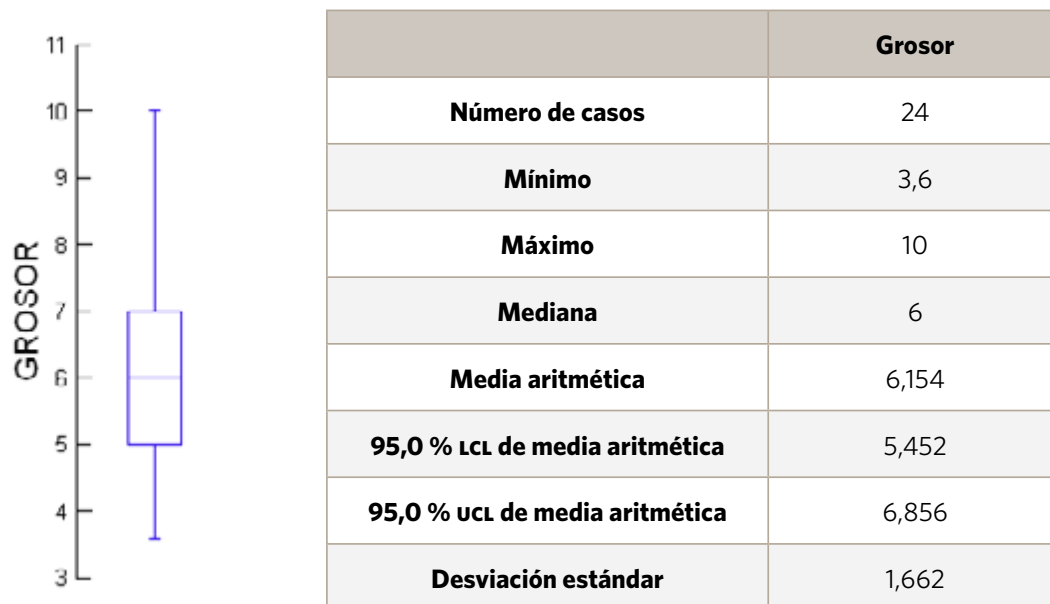 11
10
9
8
7
6
5
4
3
GROSOR
Grosor
Número de casos 24
Mínimo 3,6
Máximo 10
Mediana 6
Media aritmética 6,154
95,0 % LCL de media aritmética 5,452
95,0 % UCL de media aritmética 6,856
Desviación estándar 1,662